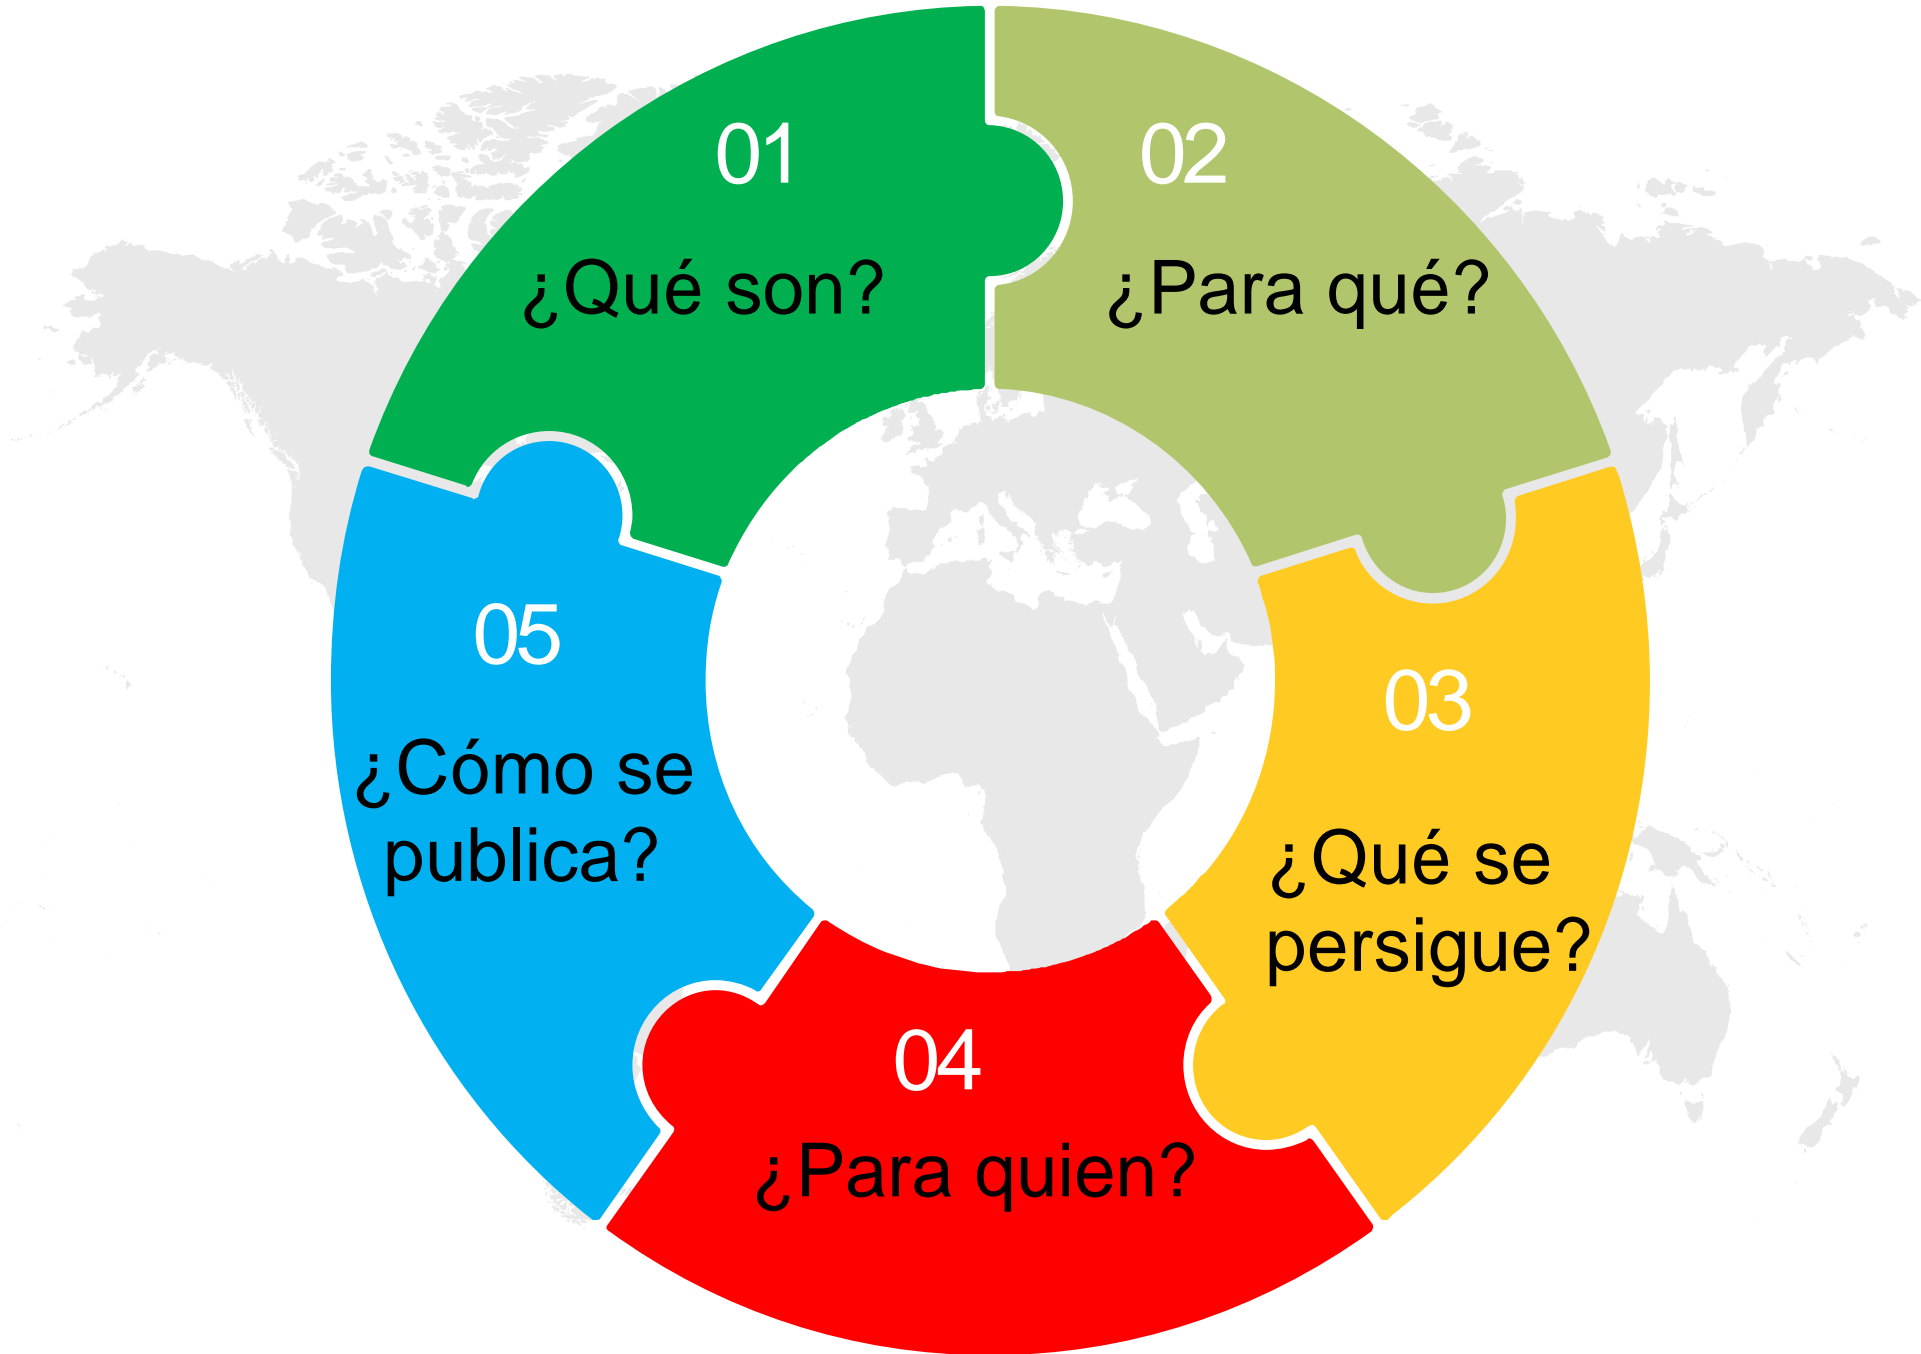 01
¿Qué son?
02
¿Para qué?
03
¿Qué se
persigue?
04
¿Para quien?
05
¿Cómo se
publica?